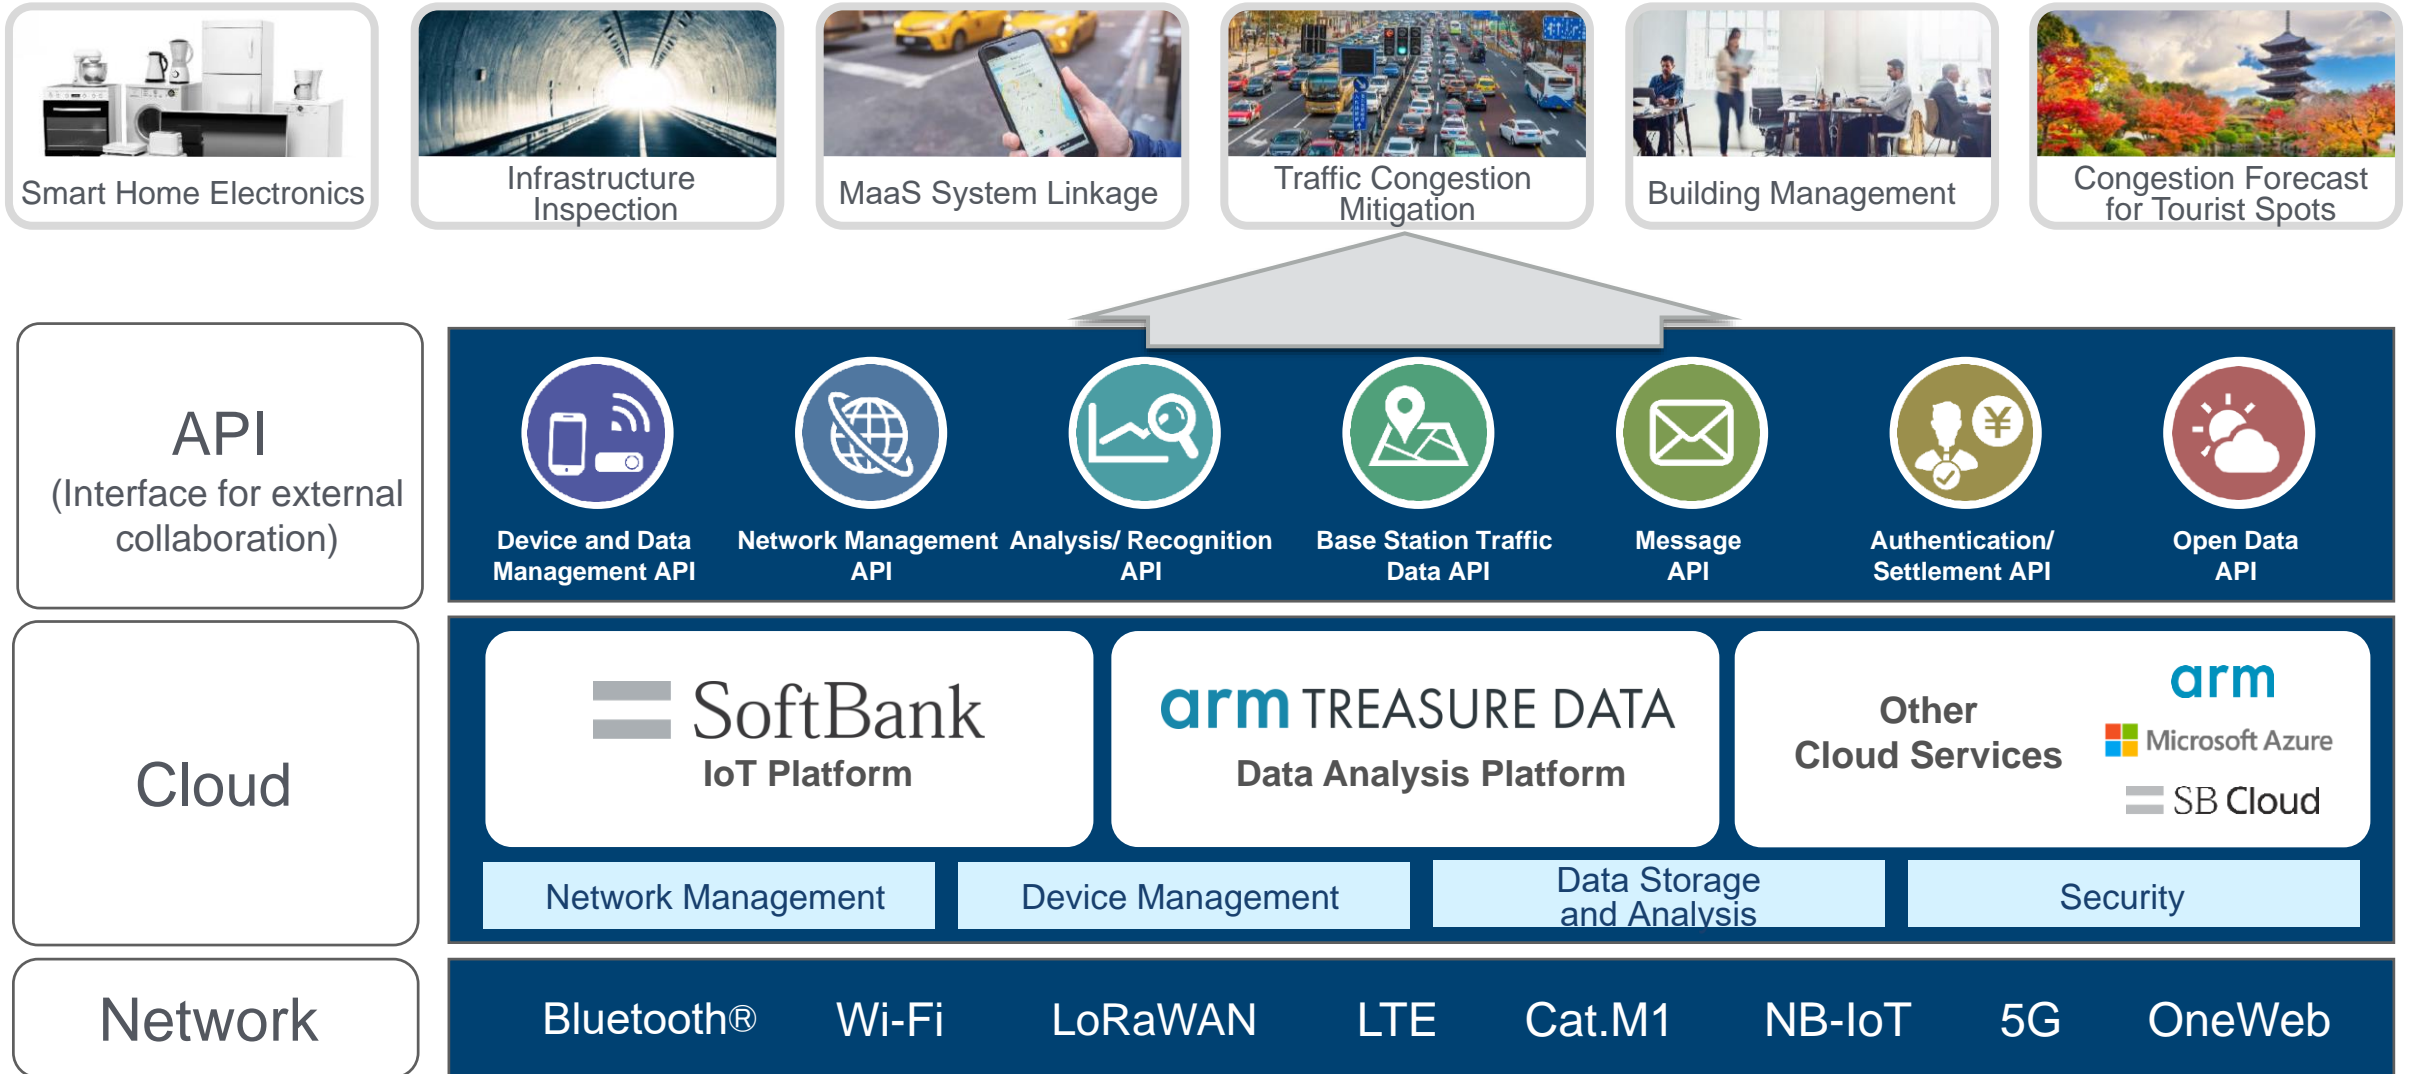 Smart Home Electronics
Infrastructure
Inspection
MaaS System Linkage
Traffic Congestion
Mitigation
Building Management
Congestion Forecast
for Tourist Spots
API
(Interface for external
collaboration)
Device and Data
Management API
Network Management
API
Analysis/ Recognition
API
Base Station Traffic
Data API
Message
API
¥
Authentication/
Settlement API
Open Data
API
Cloud
SoftBank
IoT Platform
arm TREASURE DATA
Data Analysis Platform
Other
Cloud Services
arm
Microsoft Azure
SB Cloud
Network Management
Device Management
Data Storage
and Analysis
Security
Network
Bluetooth® Wi-Fi LoRaWAN LTE Cat.M1 NB-IoT 5G OneWeb